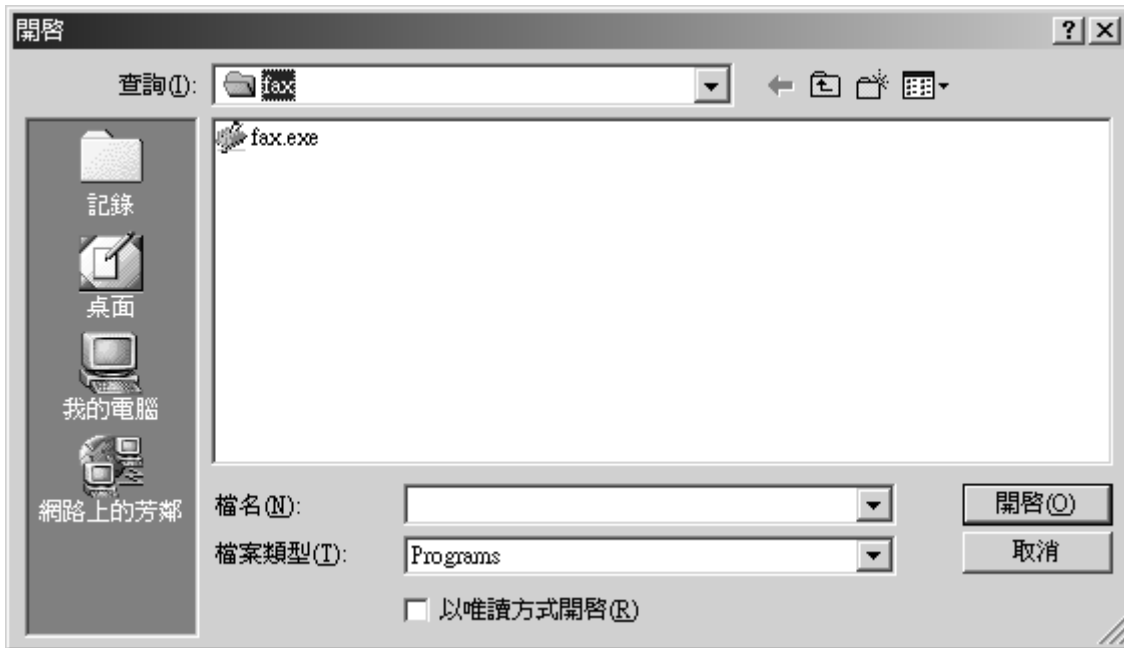 開啓
查詢(I):
fax
fax.exe
記錄
桌面
我的電腦
網路上的芳鄰
檔名(N):
開啓(O)
檔案類型(T):
Programs
取消
以唯讀方式開啓(R)